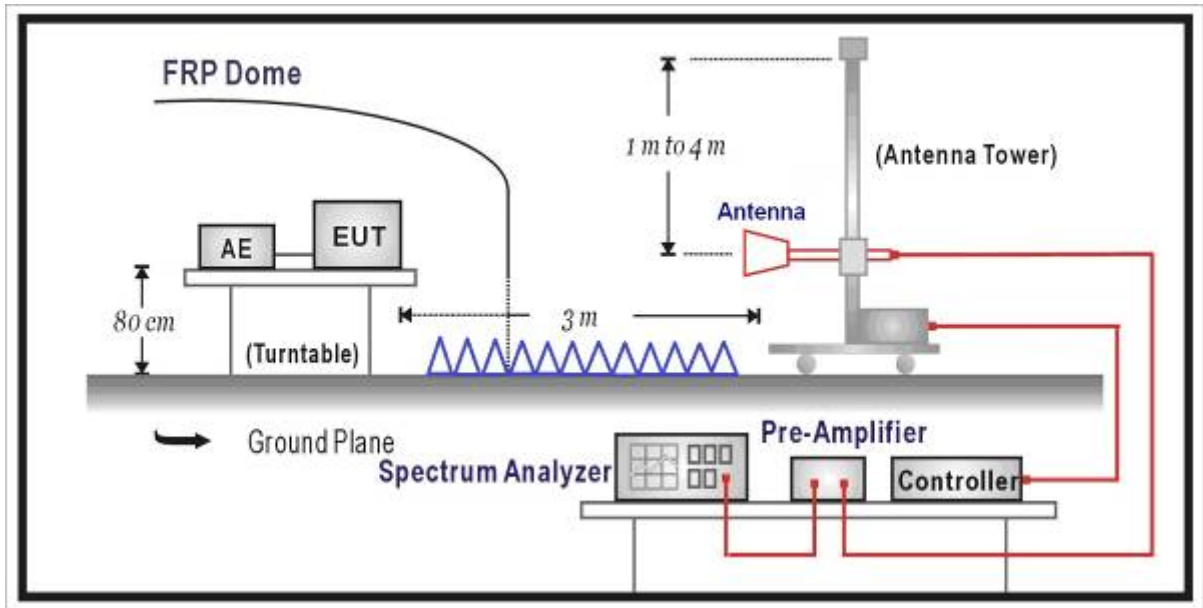 FRP Dome
1 m to 4 m
(Antenna Tower)
Antenna
AE
EUT
80 cm
3 m
(Turntable)
Ground Plane
Pre-Amplifier
Spectrum Analyzer
Controller